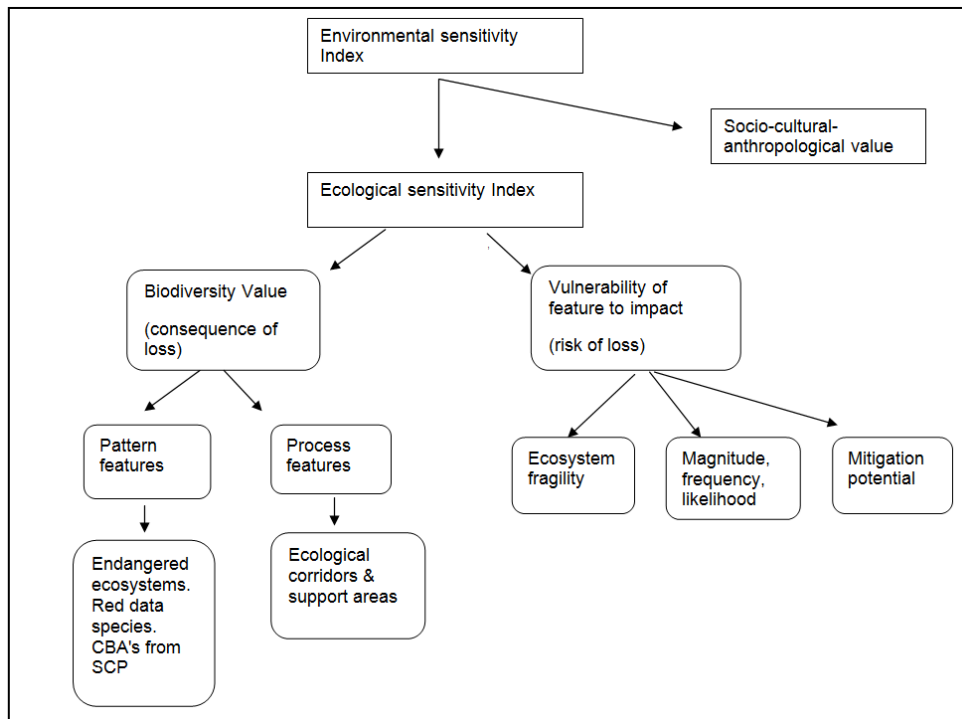 Environmental sensitivity
Index
Socio-cultural-
anthropological value
Ecological sensitivity Index
Biodiversity Value
(consequence of
loss)
Vulnerability of
feature to impact
(risk of loss)
Pattern
features
Process
features
Ecosystem
fragility
Magnitude,
frequency,
likelihood
Mitigation
potential
Endangered
ecosystems.
Red data
species.
CBA's from
SCP
Ecological
corridors &
support areas